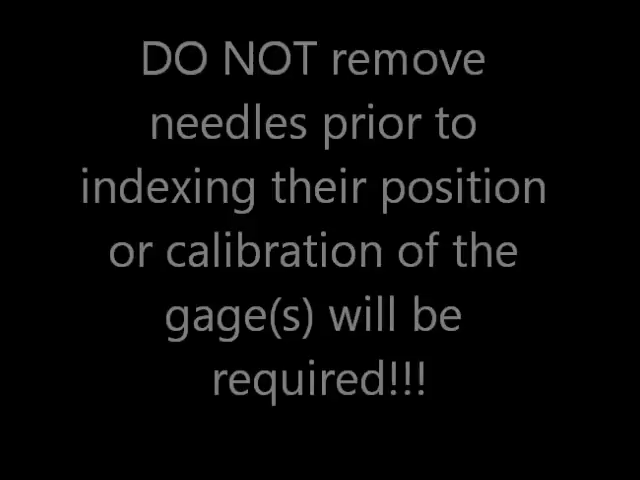 DO NOT remove
needles prior to
indexing their position
or calibration of the
gage(s) will be
required!!!